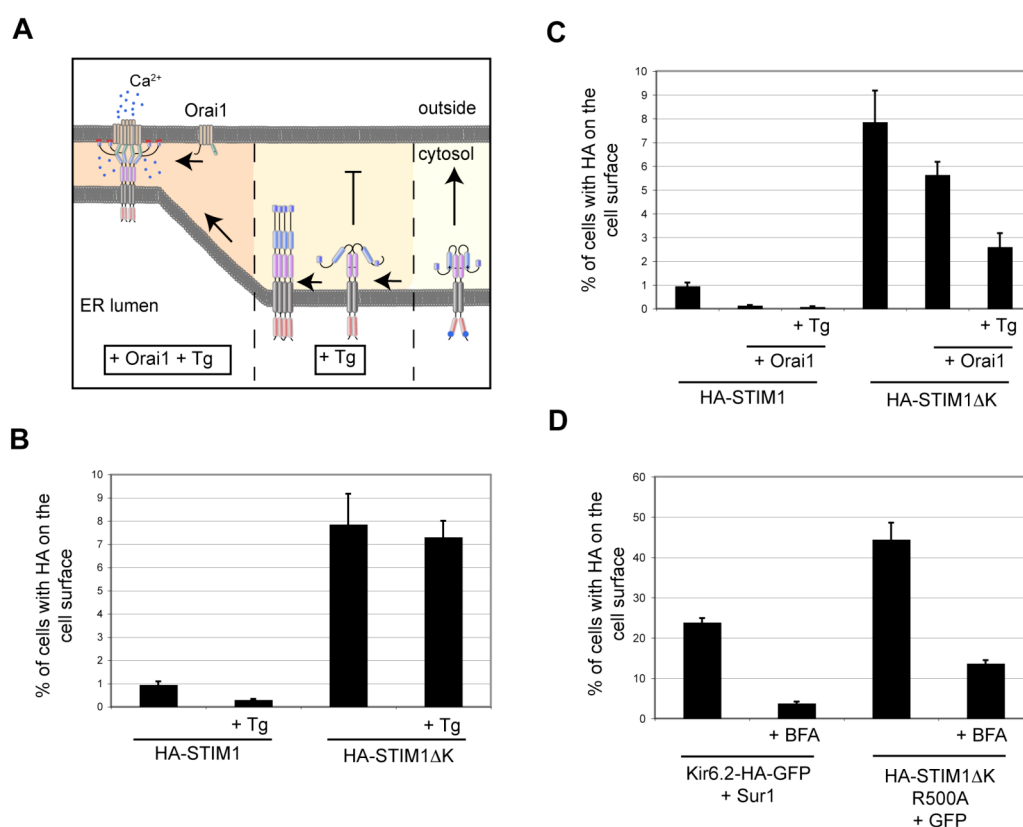 A
Ca²⁺
Orai1
outside
cytosol
ER lumen
+ Orai1 + Tg
+ Tg
B
% of cells with HA on the
cell surface
10
9
8
7
6
5
4
3
2
1
0
+ Tg
+ Tg
HA-STIM1
HA-STIM1ΔK
C
% of cells with HA on the
cell surface
10
9
8
7
6
5
4
3
2
1
0
+ Tg
+ Tg
+ Orai1
+ Orai1
HA-STIM1
HA-STIM1ΔK
D
% of cells with HA on the
cell surface
60
50
40
30
20
10
0
+ BFA
+ BFA
Kir6.2-HA-GFP
+ Sur1
HA-STIM1ΔK
R500A
+ GFP